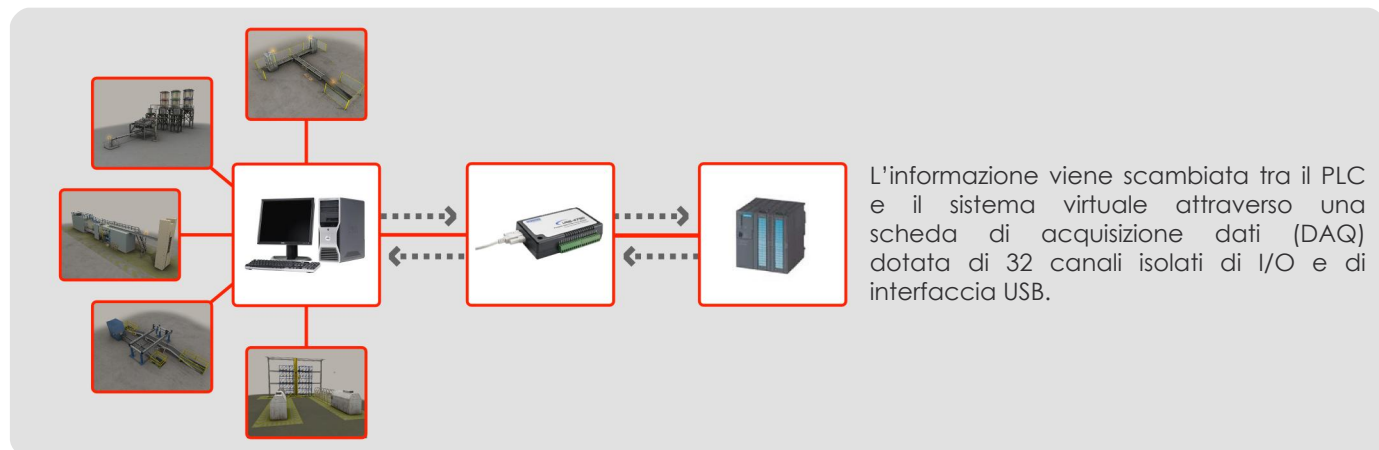 L'informazione viene scambiata tra il PLC
e il sistema virtuale attraverso una
scheda di acquisizione dati (DAQ)
dotata di 32 canali isolati di I/O e di
interfaccia USB.